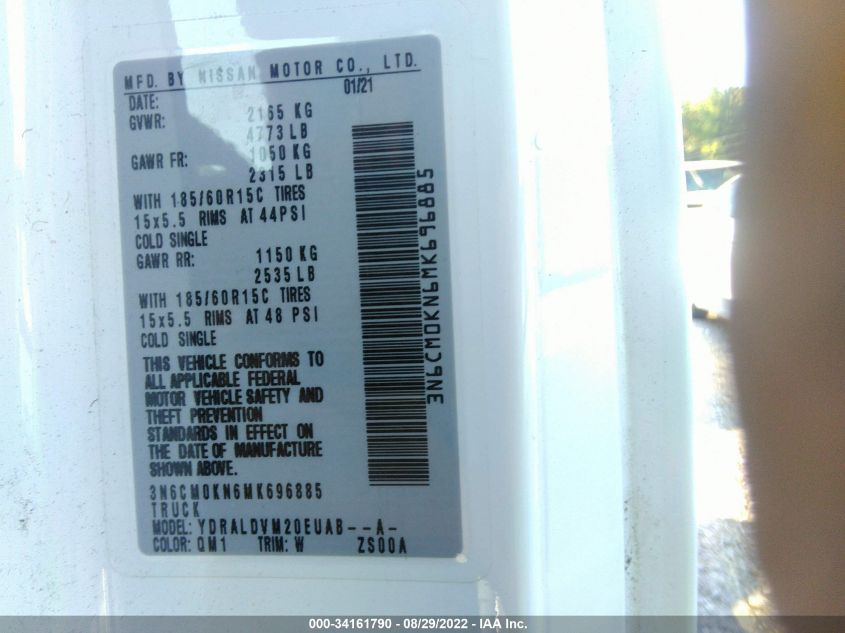 MFD. BY NISSAN MOTOR CO., LTD.
DATE: 01/21
GVWR: 2165 KG
4773 LB
GAWR FR: 1050 KG
2315 LB
WITH 185/60R15C TIRES
15x5.5 RIMS AT 44PSI
COLD SINGLE
GAWR RR: 1150 KG
2535 LB
WITH 185/60R15C TIRES
15x5.5 RIMS AT 48 PSI
COLD SINGLE
THIS VEHICLE CONFORMS TO
ALL APPLICABLE FEDERAL
MOTOR VEHICLE SAFETY AND
THEFT PREVENTION
STANDARDS IN EFFECT ON
THE DATE OF MANUFACTURE
SHOWN ABOVE.
3N6CM0KN6MK696885
TRUCK
MODEL: YDRALDVM20EUAB--A-
COLOR: QM1 TRIM: W ZS00A
3N6CM0KN6MK696885
000-34161790 - 08/29/2022 - IAA, Inc.